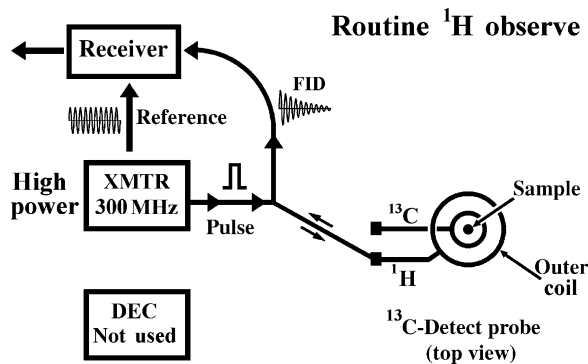 Routine ¹H observe
Receiver
FID
Reference
High
power
XMTR
300 MHz
Pulse
¹³C
¹H
Sample
Outer
coil
DEC
Not used
¹³C-Detect probe
(top view)